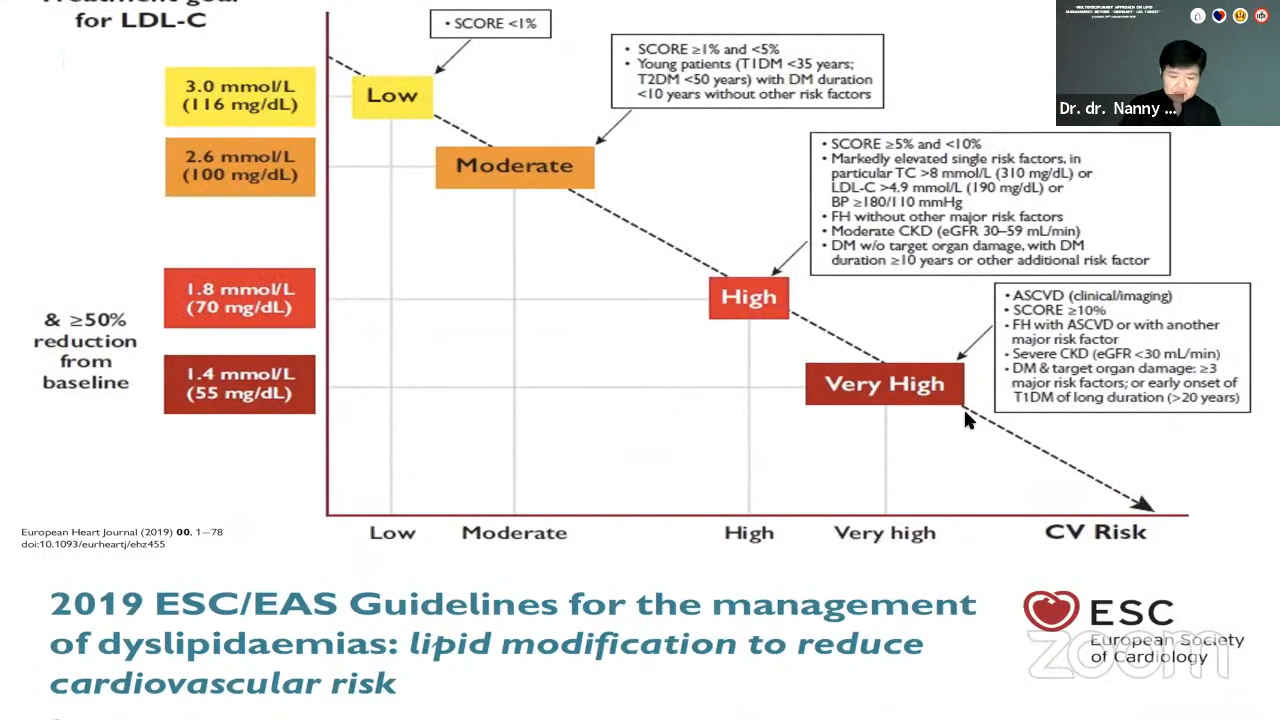 Treatment goal
for LDL-C
3.0 mmol/L
(116 mg/dL)
2.6 mmol/L
(100 mg/dL)
1.8 mmol/L
(70 mg/dL)
1.4 mmol/L
(55 mg/dL)
& ≥50%
reduction
from
baseline
• SCORE <1%
Low
• SCORE ≥1% and <5%
• Young patients (T1DM <35 years;
T2DM <50 years) with DM duration
<10 years without other risk factors
Moderate
• SCORE ≥5% and <10%
• Markedly elevated single risk factors, in
particular TC >8 mmol/L (310 mg/dL) or
LDL-C >4.9 mmol/L (190 mg/dL) or
BP ≥180/110 mmHg
• FH without other major risk factors
• Moderate CKD (eGFR 30–59 mL/min)
• DM w/o target organ damage, with DM
duration ≥10 years or other additional risk factor
High
• ASCVD (clinical/imaging)
• SCORE ≥10%
• FH with ASCVD or with another
major risk factor
• Severe CKD (eGFR <30 mL/min)
• DM & target organ damage: ≥3
major risk factors; or early onset of
T1DM of long duration (>20 years)
Very High
Low
Moderate
High
Very high
CV Risk
European Heart Journal (2019) 00, 1–78
doi:10.1093/eurheartj/ehz455
2019 ESC/EAS Guidelines for the management
of dyslipidaemias: lipid modification to reduce
cardiovascular risk
ESC
European Society
of Cardiology
zoom
Dr. dr. Nanny ...